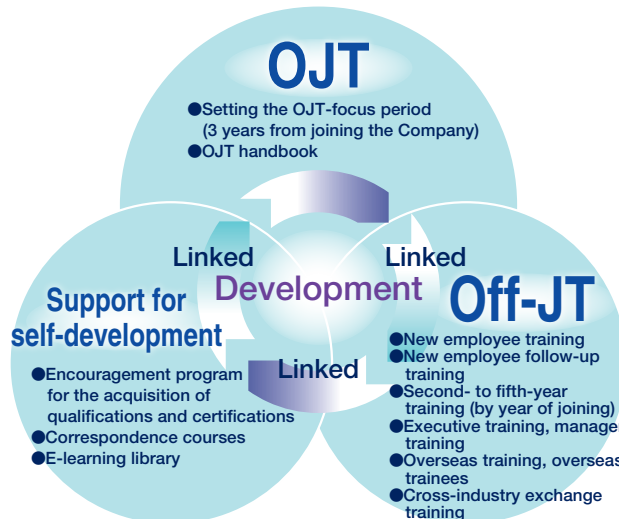 OJT
●Setting the OJT-focus period
(3 years from joining the Company)
●OJT handbook
Linked
Linked
Development
Linked
Support for
self-development
●Encouragement program
for the acquisition of
qualifications and certifications
●Correspondence courses
●E-learning library
Off-JT
●New employee training
●New employee follow-up
training
●Second- to fifth-year
training (by year of joining)
●Executive training, manager
training
●Overseas training, overseas
trainees
●Cross-industry exchange
training